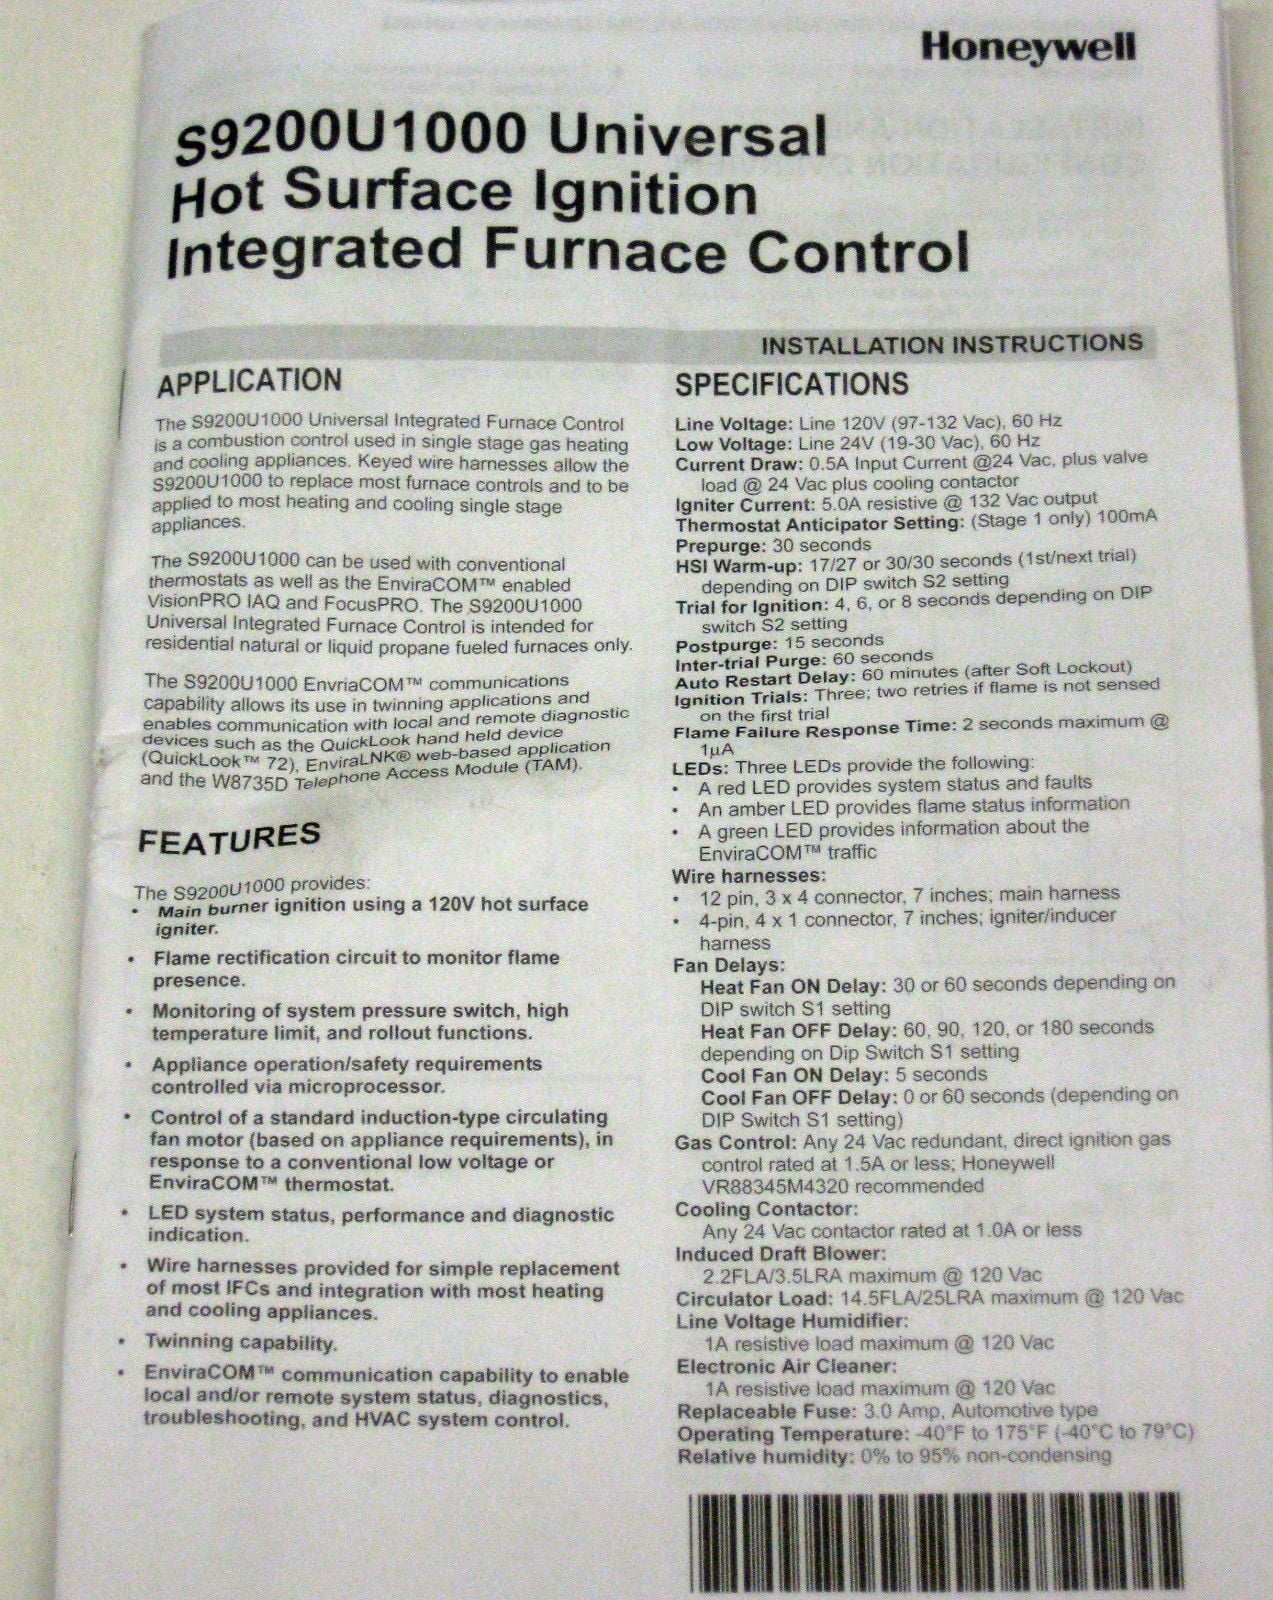 Honeywell
S9200U1000 Universal
Hot Surface Ignition
Integrated Furnace Control
INSTALLATION INSTRUCTIONS
APPLICATION
The S9200U1000 Universal Integrated Furnace Control
is a combustion control used in single stage gas heating
and cooling appliances. Keyed wire harnesses allow the
S9200U1000 to replace most furnace controls and to be
applied to most heating and cooling single stage
appliances.
The S9200U1000 can be used with conventional
thermostats as well as the EnviraCOM™ enabled
VisionPRO IAQ and FocusPRO. The S9200U1000
Universal Integrated Furnace Control is intended for
residential natural or liquid propane fueled furnaces only.
The S9200U1000 EnvriaCOM™ communications
capability allows its use in twinning applications and
enables communication with local and remote diagnostic
devices such as the QuickLook hand held device
(QuickLook™ 72), EnviraLNK® web-based application
and the W8735D Telephone Access Module (TAM).
FEATURES
The S9200U1000 provides:
• Main burner ignition using a 120V hot surface
igniter.
• Flame rectification circuit to monitor flame
presence.
• Monitoring of system pressure switch, high
temperature limit, and rollout functions.
• Appliance operation/safety requirements
controlled via microprocessor.
• Control of a standard induction-type circulating
fan motor (based on appliance requirements), in
response to a conventional low voltage or
EnviraCOM™ thermostat.
• LED system status, performance and diagnostic
indication.
• Wire harnesses provided for simple replacement
of most IFCs and integration with most heating
and cooling appliances.
• Twinning capability.
• EnviraCOM™ communication capability to enable
local and/or remote system status, diagnostics,
troubleshooting, and HVAC system control.
SPECIFICATIONS
Line Voltage: Line 120V (97-132 Vac), 60 Hz
Low Voltage: Line 24V (19-30 Vac), 60 Hz
Current Draw: 0.5A Input Current @24 Vac, plus valve
load @ 24 Vac plus cooling contactor
Igniter Current: 5.0A resistive @ 132 Vac output
Thermostat Anticipator Setting: (Stage 1 only) 100mA
Prepurge: 30 seconds
HSI Warm-up: 17/27 or 30/30 seconds (1st/next trial)
depending on DIP switch S2 setting
Trial for Ignition: 4, 6, or 8 seconds depending on DIP
switch S2 setting
Postpurge: 15 seconds
Inter-trial Purge: 60 seconds
Auto Restart Delay: 60 minutes (after Soft Lockout)
Ignition Trials: Three; two retries if flame is not sensed
on the first trial
Flame Failure Response Time: 2 seconds maximum @
1µA
LEDs: Three LEDs provide the following:
• A red LED provides system status and faults
• An amber LED provides flame status information
• A green LED provides information about the
EnviraCOM™ traffic
Wire harnesses:
• 12 pin, 3 x 4 connector, 7 inches; main harness
• 4-pin, 4 x 1 connector, 7 inches; igniter/inducer
harness
Fan Delays:
Heat Fan ON Delay: 30 or 60 seconds depending on
DIP switch S1 setting
Heat Fan OFF Delay: 60, 90, 120, or 180 seconds
depending on Dip Switch S1 setting
Cool Fan ON Delay: 5 seconds
Cool Fan OFF Delay: 0 or 60 seconds (depending on
DIP Switch S1 setting)
Gas Control: Any 24 Vac redundant, direct ignition gas
control rated at 1.5A or less; Honeywell
VR88345M4320 recommended
Cooling Contactor:
Any 24 Vac contactor rated at 1.0A or less
Induced Draft Blower:
2.2FLA/3.5LRA maximum @ 120 Vac
Circulator Load: 14.5FLA/25LRA maximum @ 120 Vac
Line Voltage Humidifier:
1A resistive load maximum @ 120 Vac
Electronic Air Cleaner:
1A resistive load maximum @ 120 Vac
Replaceable Fuse: 3.0 Amp, Automotive type
Operating Temperature: -40°F to 175°F (-40°C to 79°C)
Relative humidity: 0% to 95% non-condensing